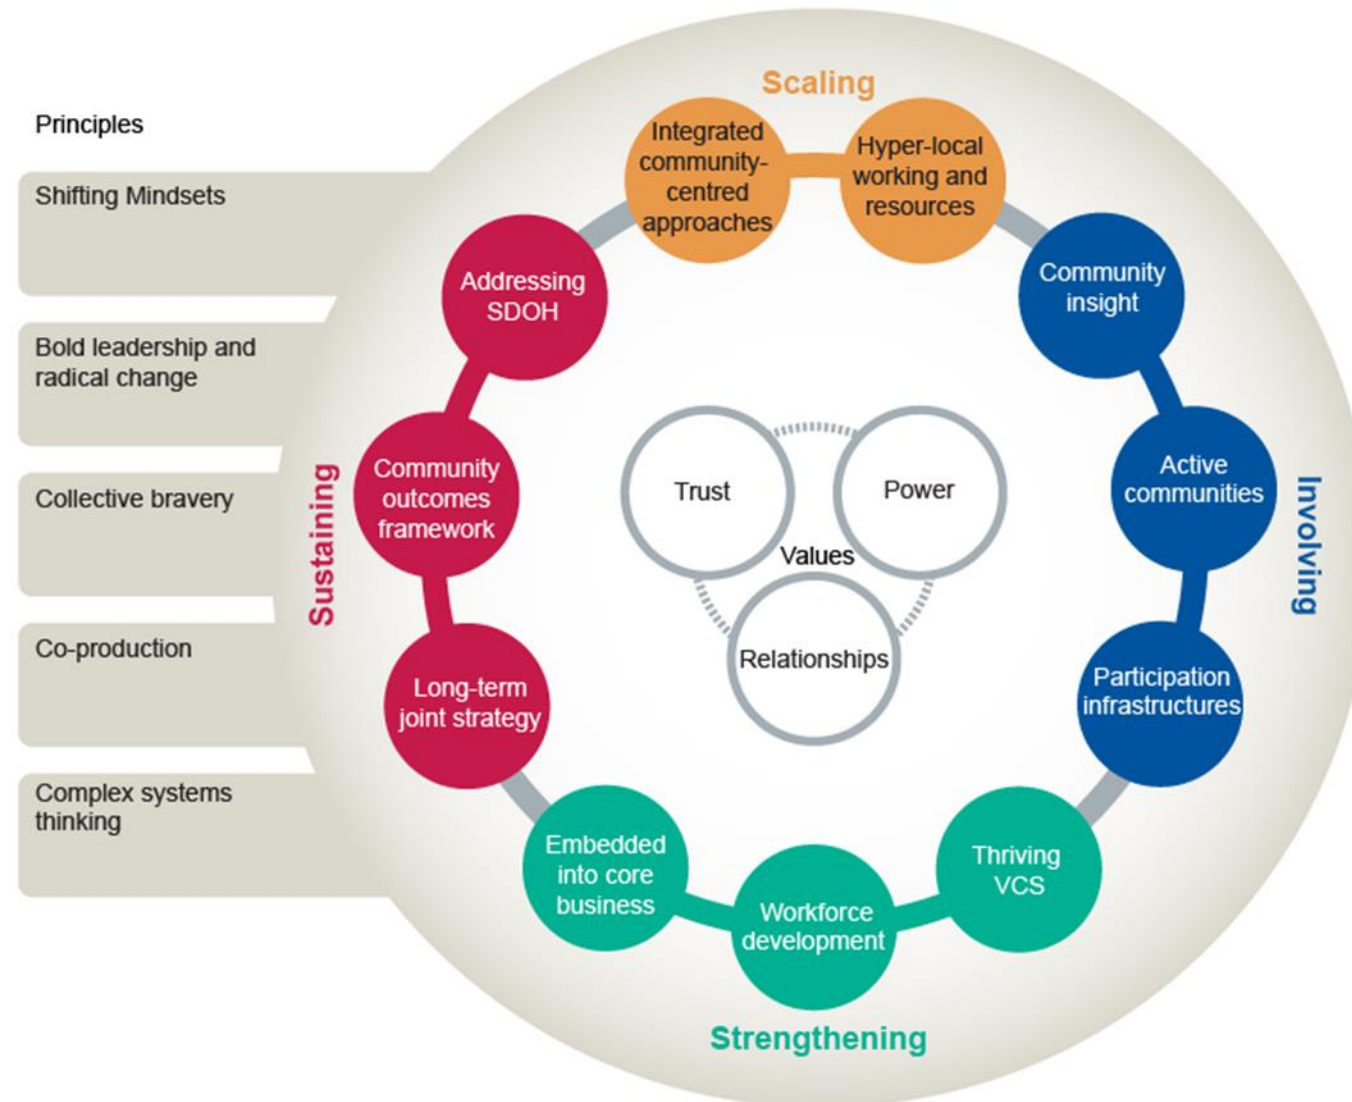 Principles
Shifting Mindsets
Bold leadership and
radical change
Collective bravery
Co-production
Complex systems
thinking
Scaling
Integrated
community-
centred
approaches
Hyper-local
working and
resources
Involving
Community
insight
Active
communities
Participation
infrastructures
Strengthening
Thriving
VCS
Workforce
development
Embedded
into core
business
Sustaining
Long-term
joint strategy
Community
outcomes
framework
Addressing
SDOH
Trust
Power
Values
Relationships